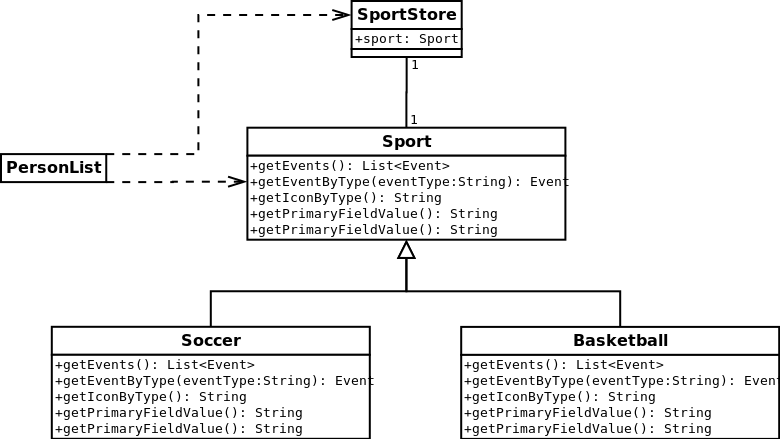 SportStore
+sport: Sport
1
1
Sport
PersonList
+getEvents(): List<Event>
+getEventByType(eventType:String): Event
+getIconByType(): String
+getPrimaryFieldValue(): String
+getPrimaryFieldValue(): String
Soccer
+getEvents(): List<Event>
+getEventByType(eventType:String): Event
+getIconByType(): String
+getPrimaryFieldValue(): String
+getPrimaryFieldValue(): String
Basketball
+getEvents(): List<Event>
+getEventByType(eventType:String): Event
+getIconByType(): String
+getPrimaryFieldValue(): String
+getPrimaryFieldValue(): String